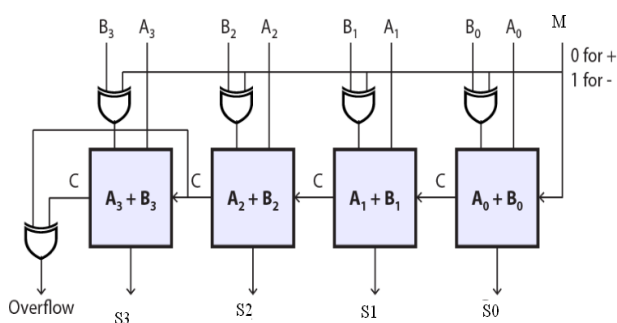 B₃ A₃ B₂ A₂ B₁ A₁ B₀ A₀ M
0 for +
1 for -
C A₃ + B₃ C A₂ + B₂ C A₁ + B₁ C A₀ + B₀
Overflow S3 S2 S1 S0